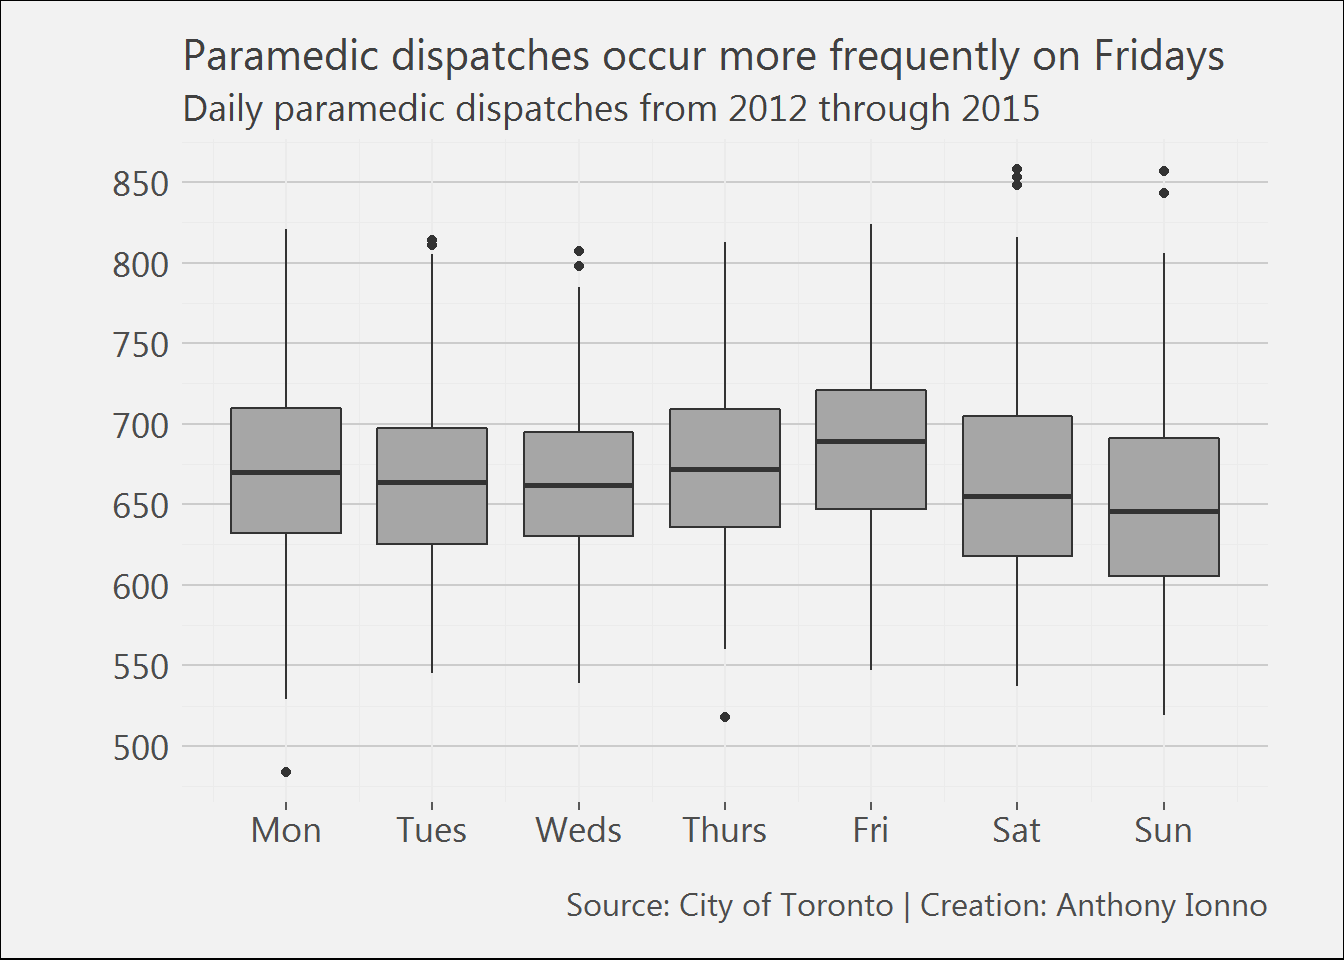 Paramedic dispatches occur more frequently on Fridays
Daily paramedic dispatches from 2012 through 2015
850
800
750
700
650
600
550
500
Mon Tues Weds Thurs Fri Sat Sun
Source: City of Toronto | Creation: Anthony Ionno